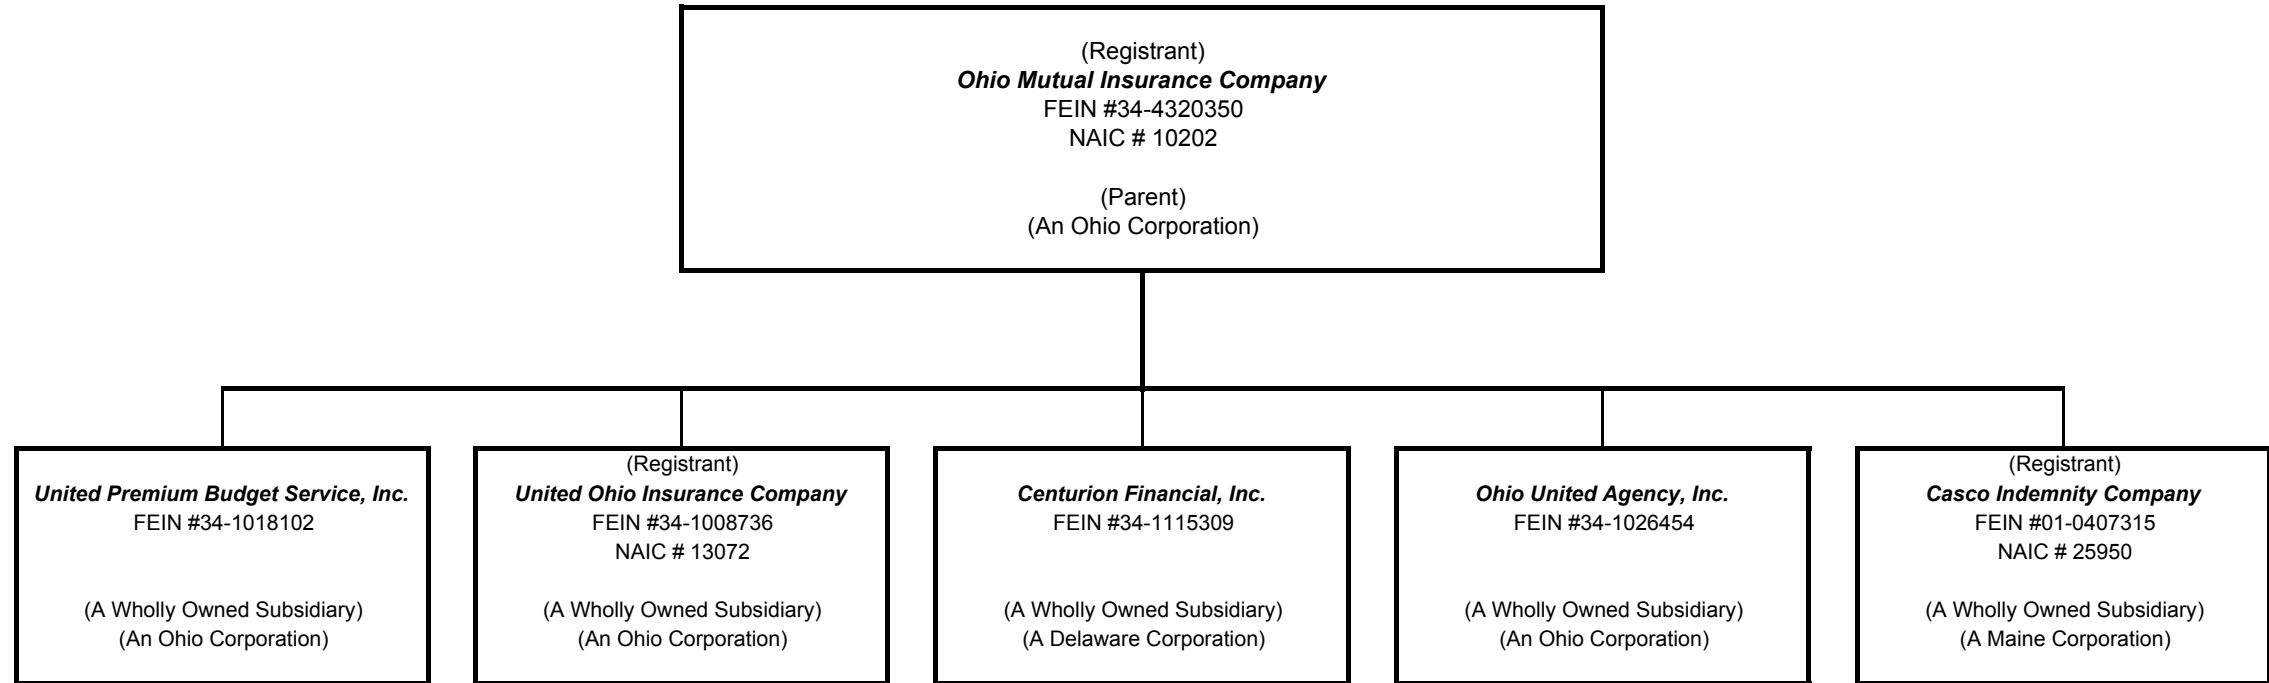 (Registrant)
Ohio Mutual Insurance Company
FEIN #34-4320350
NAIC # 10202
(Parent)
(An Ohio Corporation)
United Premium Budget Service, Inc.
FEIN #34-1018102
(A Wholly Owned Subsidiary)
(An Ohio Corporation)
(Registrant)
United Ohio Insurance Company
FEIN #34-1008736
NAIC # 13072
(A Wholly Owned Subsidiary)
(An Ohio Corporation)
Centurion Financial, Inc.
FEIN #34-1115309
(A Wholly Owned Subsidiary)
(A Delaware Corporation)
Ohio United Agency, Inc.
FEIN #34-1026454
(A Wholly Owned Subsidiary)
(An Ohio Corporation)
(Registrant)
Casco Indemnity Company
FEIN #01-0407315
NAIC # 25950
(A Wholly Owned Subsidiary)
(A Maine Corporation)